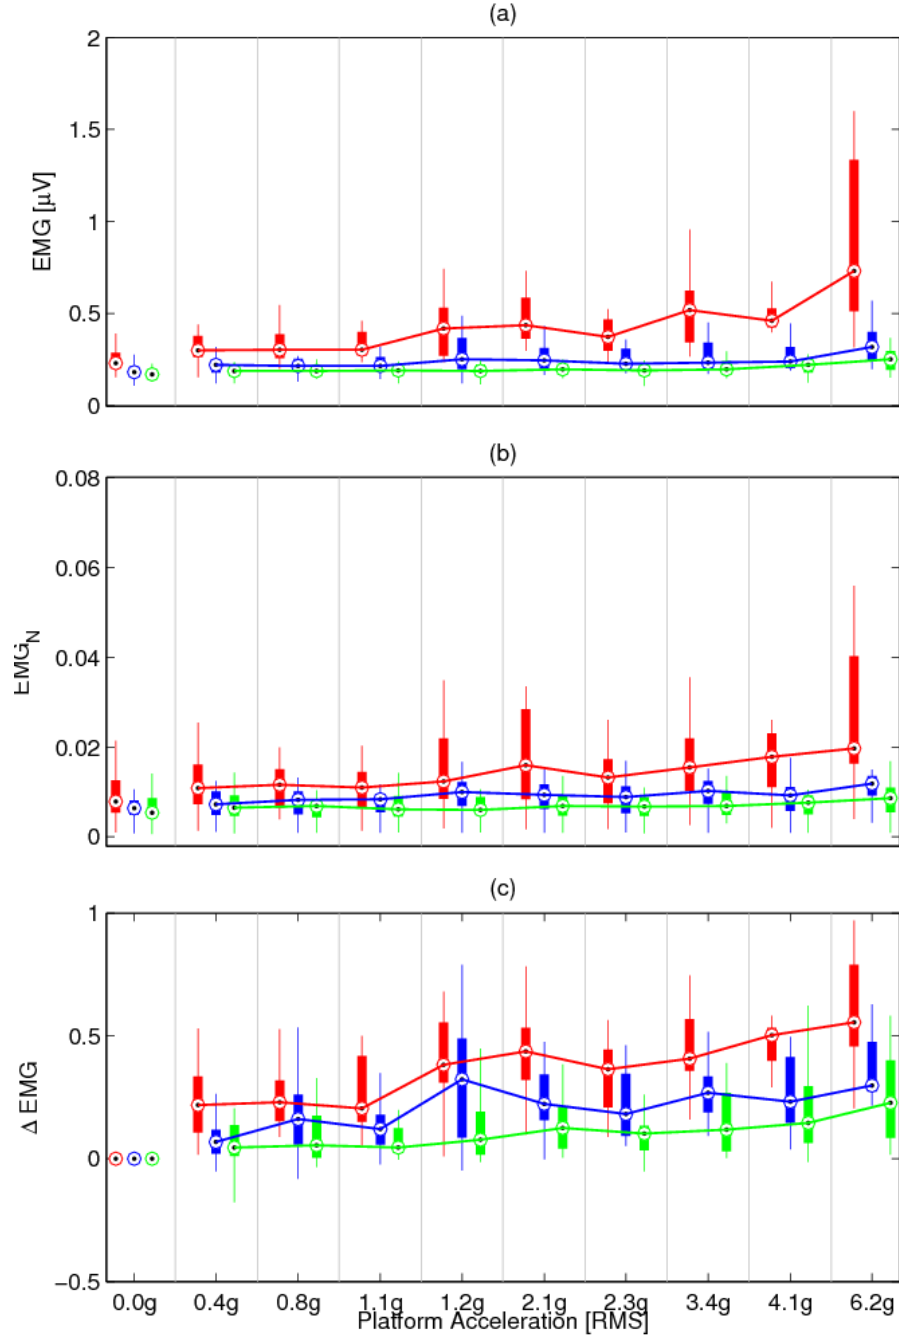 (a)
2
1.5
1
0.5
0
EMG [μV]
(b)
0.08
0.06
0.04
0.02
0
EMG_N
(c)
1
0.5
0
−0.5
Δ EMG
0.0g 0.4g 0.8g 1.1g 1.2g 2.1g 2.3g 3.4g 4.1g 6.2g
Platform Acceleration [RMS]